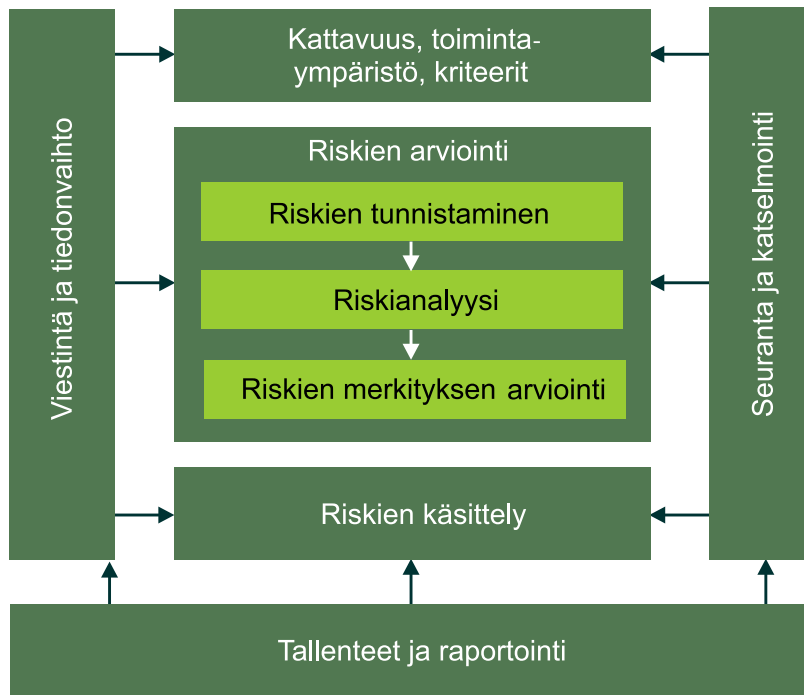 Kattavuus, toiminta-
ympäristö, kriteerit
Viestintä ja tiedonvaihto
Riskien arviointi
Riskien tunnistaminen
Riskianalyysi
Riskien merkityksen arviointi
Seuranta ja katselmointi
Riskien käsittely
Tallenteet ja raportointi